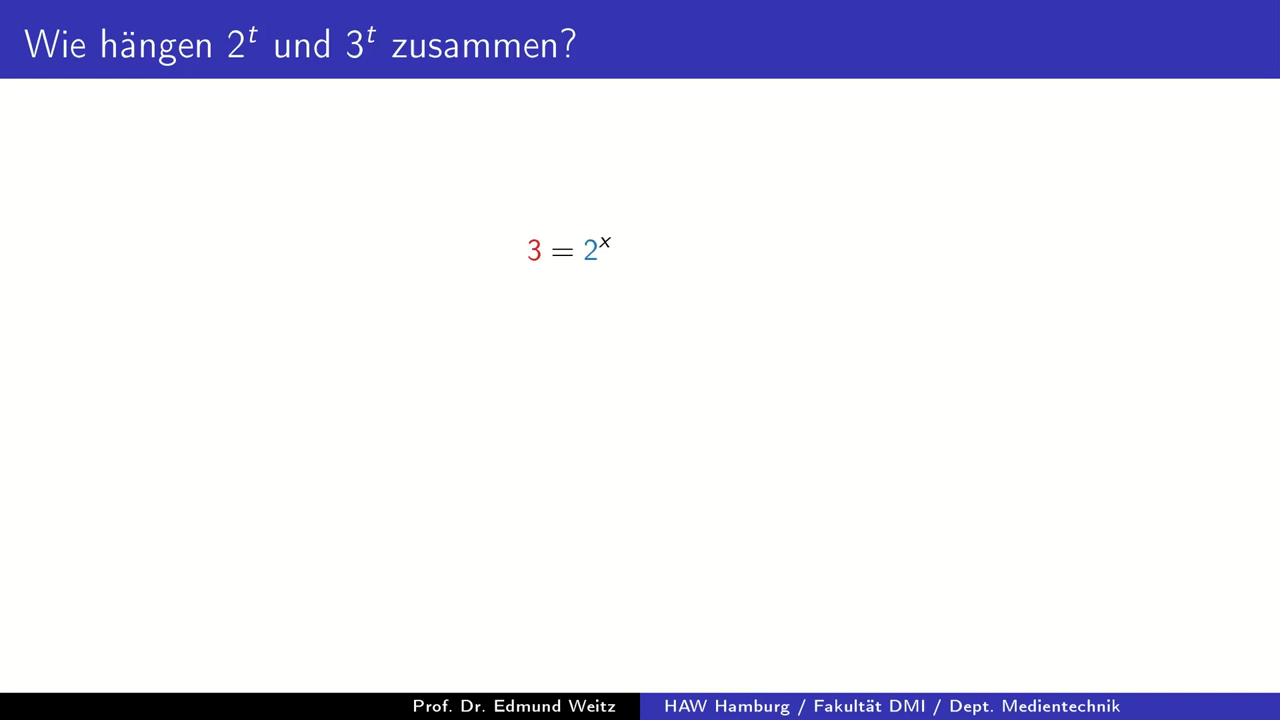 Wie hängen 2^t und 3^t zusammen?
3 = 2^x
Prof. Dr. Edmund Weitz
HAW Hamburg / Fakultät DMI / Dept. Medientechnik